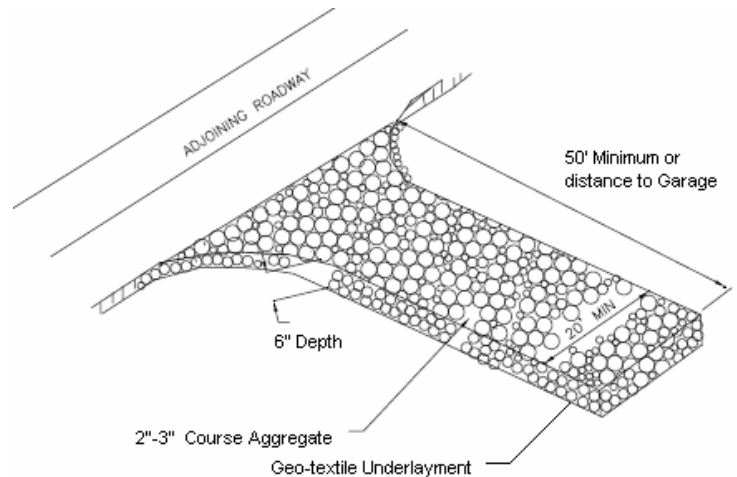 ADJOINING ROADWAY
50' Minimum or
distance to Garage
20' MIN
6" Depth
2"-3" Course Aggregate
Geo-textile Underlayment